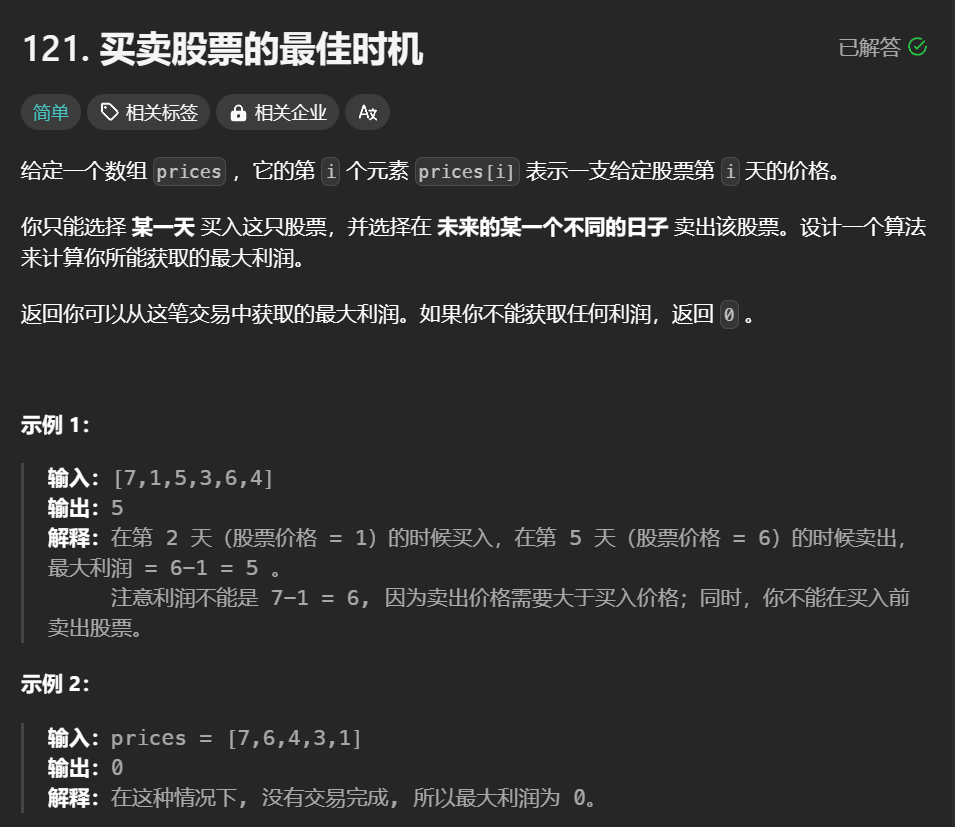 121. 买卖股票的最佳时机
已解答
简单 相关标签 相关企业 Aх
给定一个数组 prices ，它的第 i 个元素 prices[i] 表示一支给定股票第 i 天的价格。
你只能选择 某一天 买入这只股票，并选择在 未来的某一个不同的日子 卖出该股票。设计一个算法
来计算你所能获取的最大利润。
返回你可以从这笔交易中获取的最大利润。如果你不能获取任何利润，返回 0 。
示例 1：
输入：[7,1,5,3,6,4]
输出：5
解释：在第 2 天（股票价格 = 1）的时候买入，在第 5 天（股票价格 = 6）的时候卖出，
最大利润 = 6-1 = 5 。
注意利润不能是 7-1 = 6, 因为卖出价格需要大于买入价格；同时，你不能在买入前
卖出股票。
示例 2：
输入：prices = [7,6,4,3,1]
输出：0
解释：在这种情况下, 没有交易完成, 所以最大利润为 0。